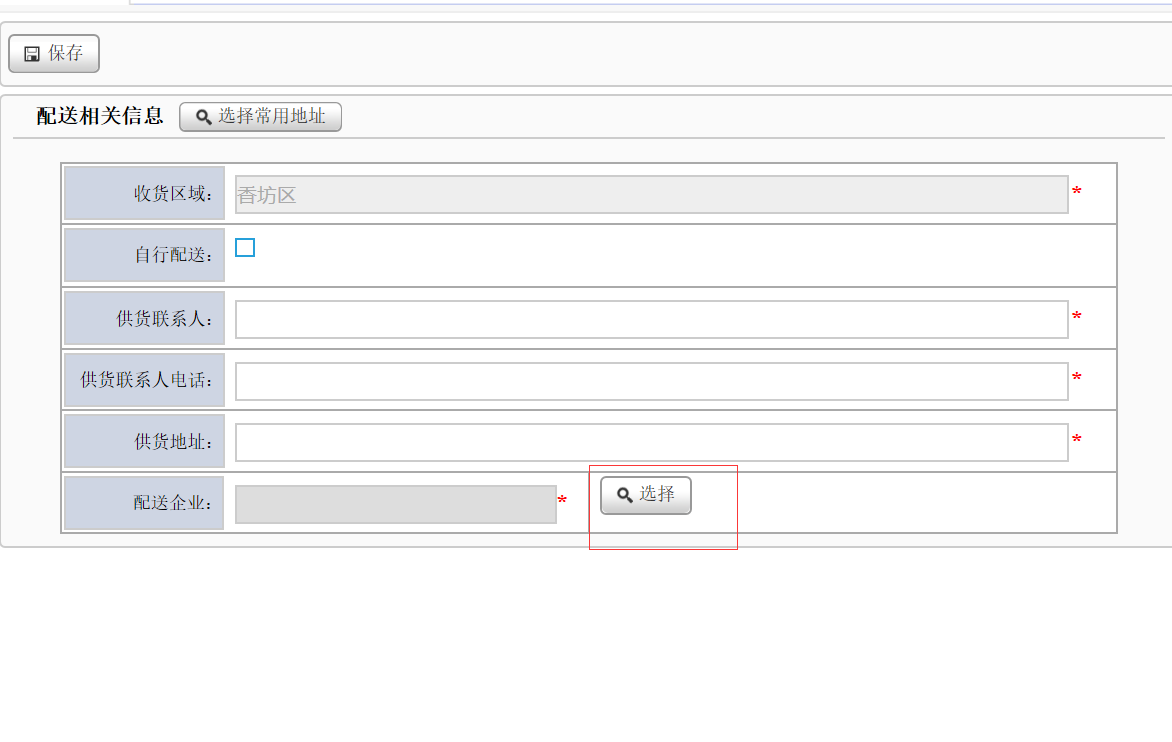 保存
配送相关信息 选择常用地址
收货区域： 香坊区 *
自行配送：
供货联系人： *
供货联系人电话： *
供货地址： *
配送企业： * 选择